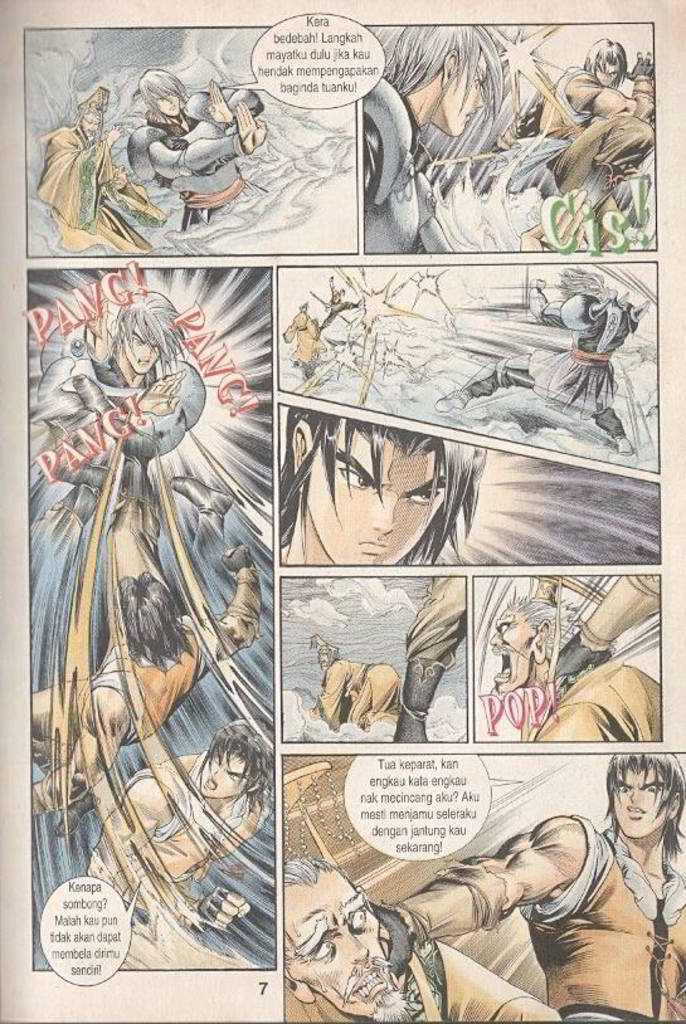 Kera
bedebah! Langkah
mayatku dulu jika kau
hendak mempengapakan
baginda tuanku!
Cis!
PANG!
PANG!
PANG!
Kenapa
sombong?
Malah kau pun
tidak akan dapat
membela dirimu
sendiri!
POP!
Tua keparat, kan
engkau kata engkau
nak mecincang aku? Aku
mesti menjamu seleraku
dengan jantung kau
sekarang!
7